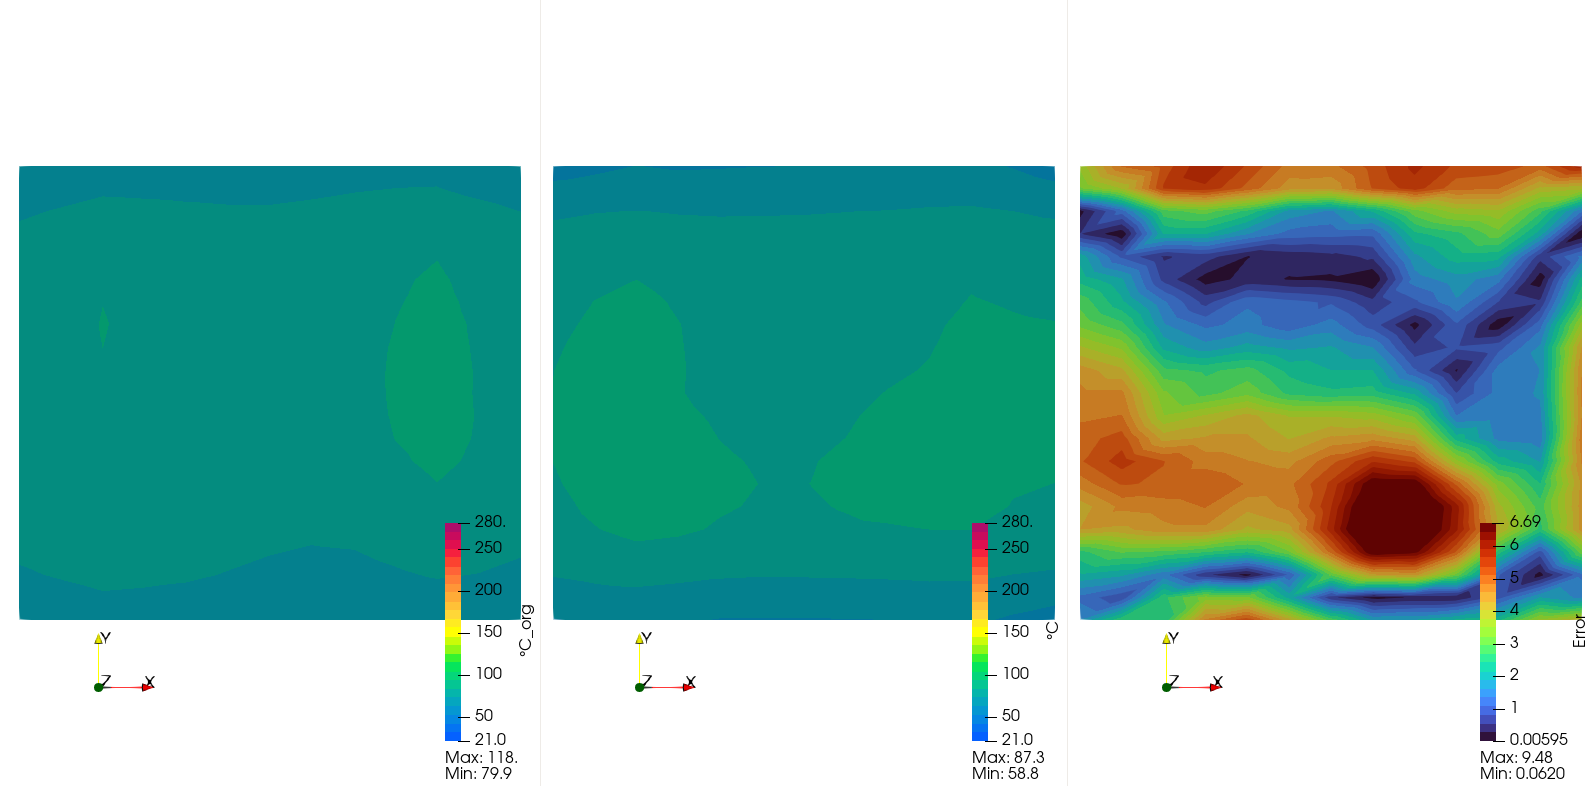 280.
250
200
150
100
50
21.0
°C_org
Max: 118.
Min: 79.9
Y
Z
X
280.
250
200
150
100
50
21.0
°C
Max: 87.3
Min: 58.8
Y
Z
X
6.69
6
5
4
3
2
1
0.00595
Error
Max: 9.48
Min: 0.0620
Y
Z
X